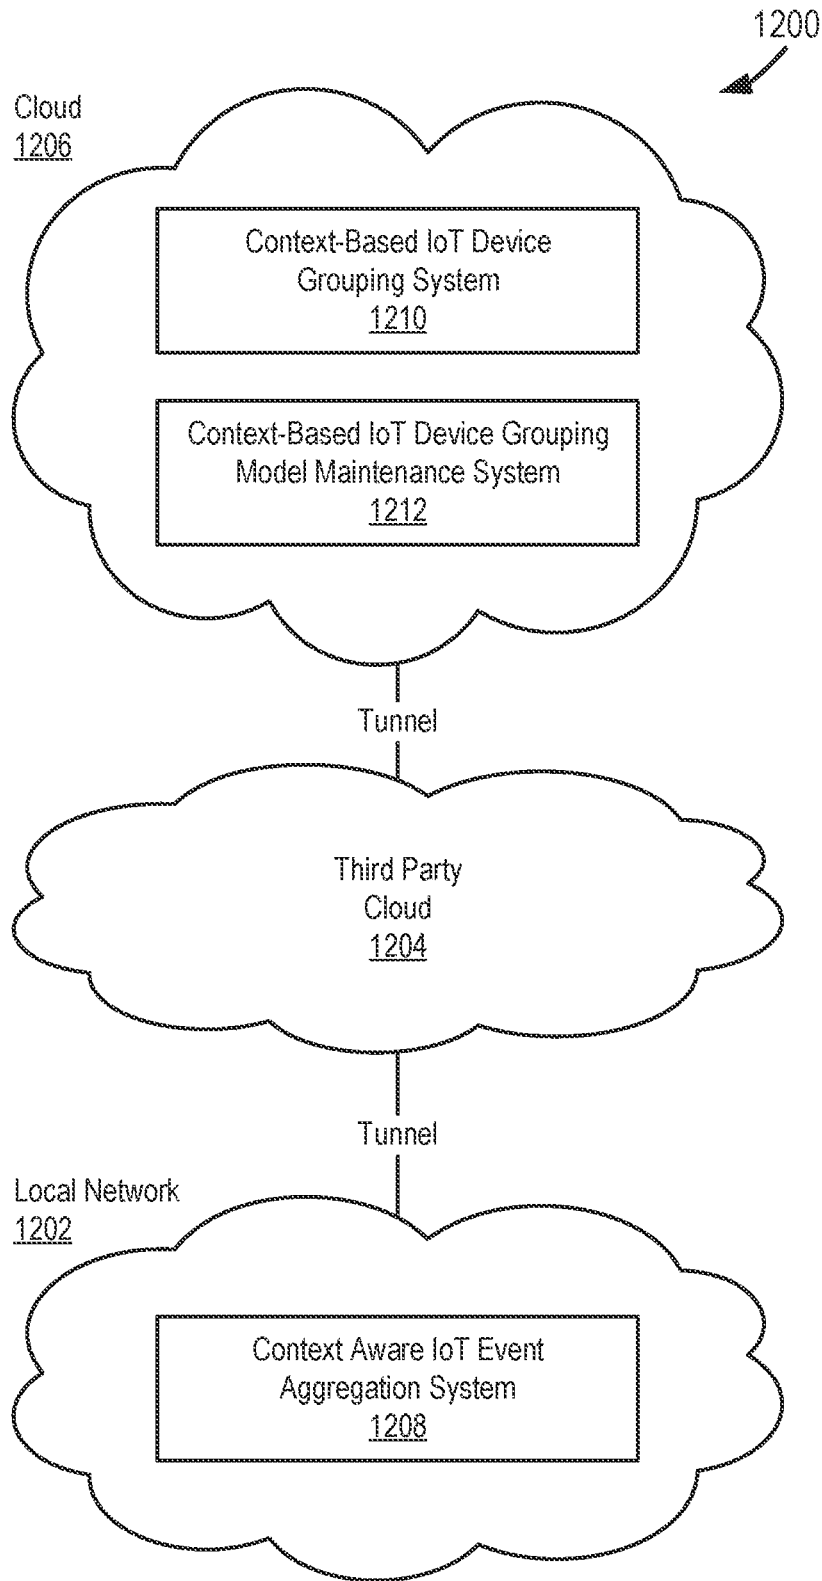 1200
Cloud
1206
Context-Based IoT Device
Grouping System
1210
Context-Based IoT Device Grouping
Model Maintenance System
1212
Tunnel
Third Party
Cloud
1204
Tunnel
Local Network
1202
Context Aware IoT Event
Aggregation System
1208